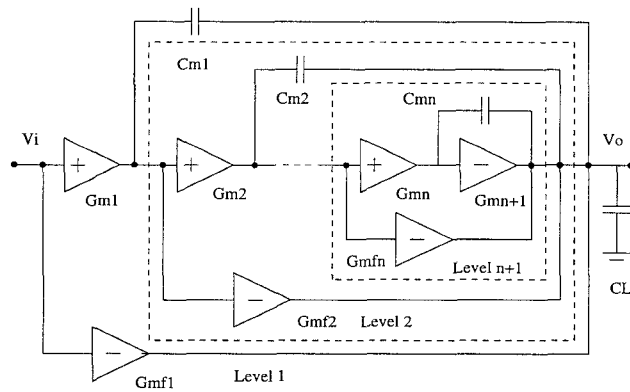 Cm1
Cm2
Cmn
Vi
Vo
+
+
+
−
Gm1
Gm2
Gmn
Gmn+1
−
Gmfn
Level n+1
CL
−
Gmf2
Level 2
−
Gmf1
Level 1